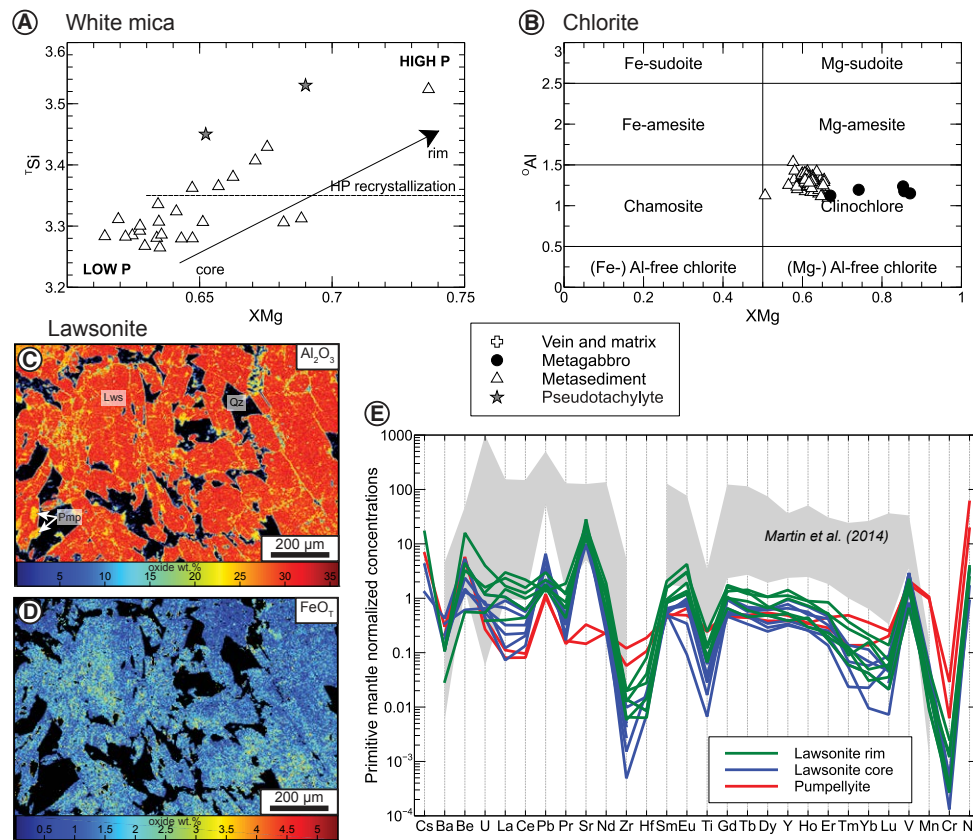 A White mica
3.6
3.5
3.4
3.3
3.2
TSi
HIGH P
rim
HP recrystallization
LOW P
core
0.65
0.7
0.75
XMg
B Chlorite
3
2.5
2
1.5
1
0.5
0
OAl
Fe-sudoite
Mg-sudoite
Fe-amesite
Mg-amesite
Chamosite
Clinochlore
(Fe-) Al-free chlorite
(Mg-) Al-free chlorite
0
0.2
0.4
0.6
0.8
1
XMg
Vein and matrix
Metagabbro
Metasediment
Pseudotachylyte
Lawsonite
C
Al2O3
Lws
Qz
Pmp
200 µm
oxide wt.%
5
10
15
20
25
30
35
D
FeOT
200 µm
oxide wt.%
0.5
1.0
1.5
2.0
2.5
3.0
3.5
4.0
4.5
5.0
E
Primitive mantle normalized concentrations
1000
100
10
1
0.1
0.01
10−3
10−4
Martin et al. (2014)
Lawsonite rim
Lawsonite core
Pumpellyite
Cs Ba Be U La Ce Pb Pr Sr Nd Zr Hf Sm Eu Ti Gd Tb Dy Y Ho Er Tm Yb Lu V Mn Cr Ni